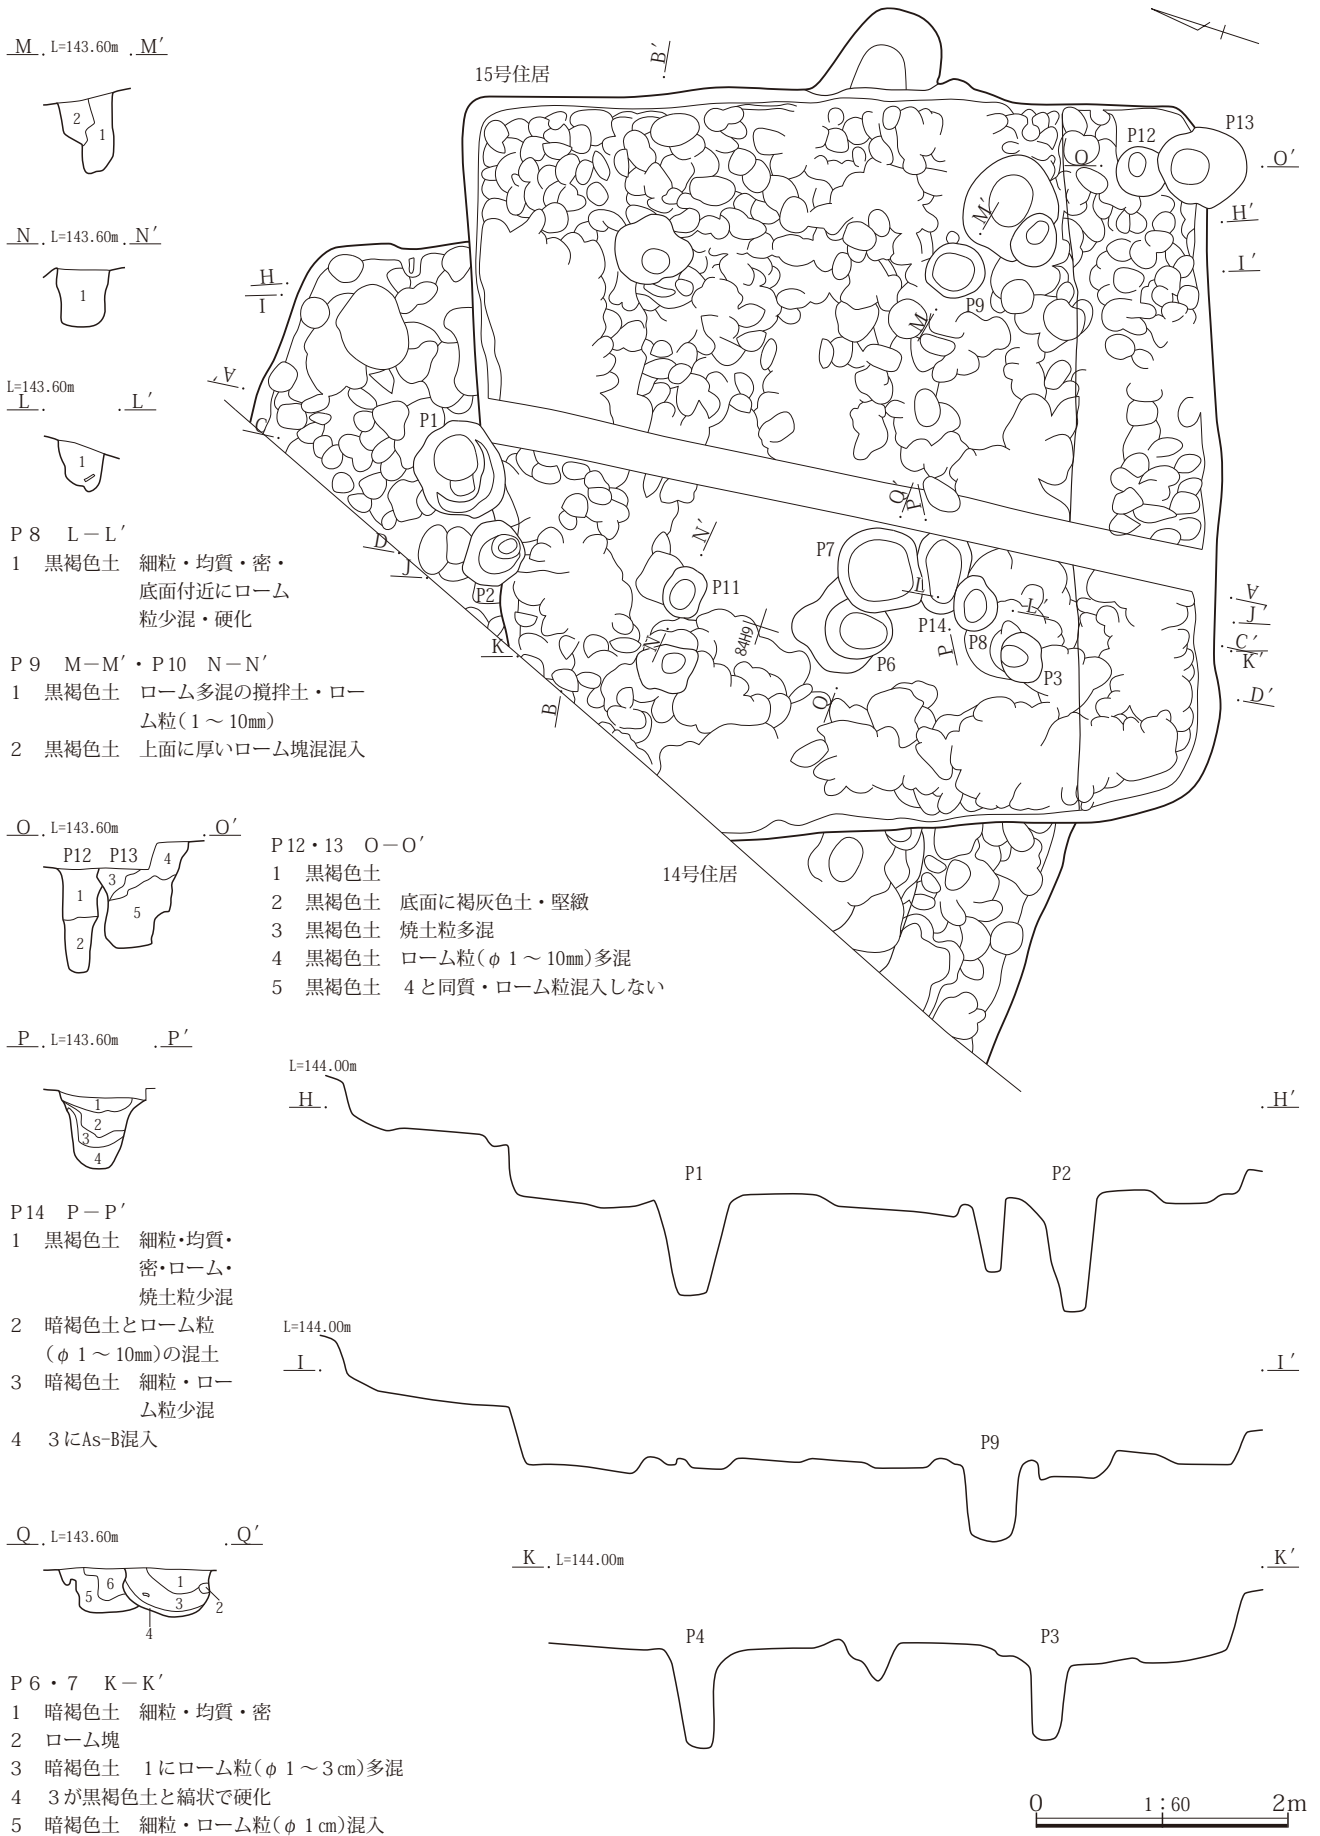 M . L=143.60m . M′
2
1
N . L=143.60m . N′
1
L=143.60m
L . . L′
1
P 8 L－L′
1 黒褐色土 細粒・均質・密・
底面付近にローム
粒少混・硬化
P 9 M－M′・P10 N－N′
1 黒褐色土 ローム多混の撹拌土・ロー
ム粒(1～10㎜)
2 黒褐色土 上面に厚いローム塊混混入
O . L=143.60m . O′
P12 P13
1
2
3
4
5
P12・13 O－O′
1 黒褐色土
2 黒褐色土 底面に褐灰色土・堅緻
3 黒褐色土 焼土粒多混
4 黒褐色土 ローム粒(φ1～10㎜)多混
5 黒褐色土 4と同質・ローム粒混入しない
P . L=143.60m . P′
1
2
3
4
P14 P－P′
1 黒褐色土 細粒・均質・
密・ローム・
焼土粒少混
2 暗褐色土とローム粒
(φ1～10㎜)の混土
3 暗褐色土 細粒・ロー
ム粒少混
4 3にAs-B混入
Q . L=143.60m . Q′
5
6
1
3
2
4
P 6・7 K－K′
1 暗褐色土 細粒・均質・密
2 ローム塊
3 暗褐色土 1にローム粒(φ1～3㎝)多混
4 3が黒褐色土と縞状で硬化
5 暗褐色土 細粒・ローム粒(φ1㎝)混入
15号住居
B′
P12
P13
O
O′
H′
I′
M′
H
I
P9
M
A′
P1
C
Q′
P′
D
J
N′
P7
P2
P11
L
L′
A
J′
C′
K′
D′
P14
P8
P
K
N
84H9
P6
P3
B
Q
14号住居
L=144.00m
H . . H′
P1
P2
L=144.00m
I . . I′
P9
K . L=144.00m . K′
P4
P3
0 1:60 2m